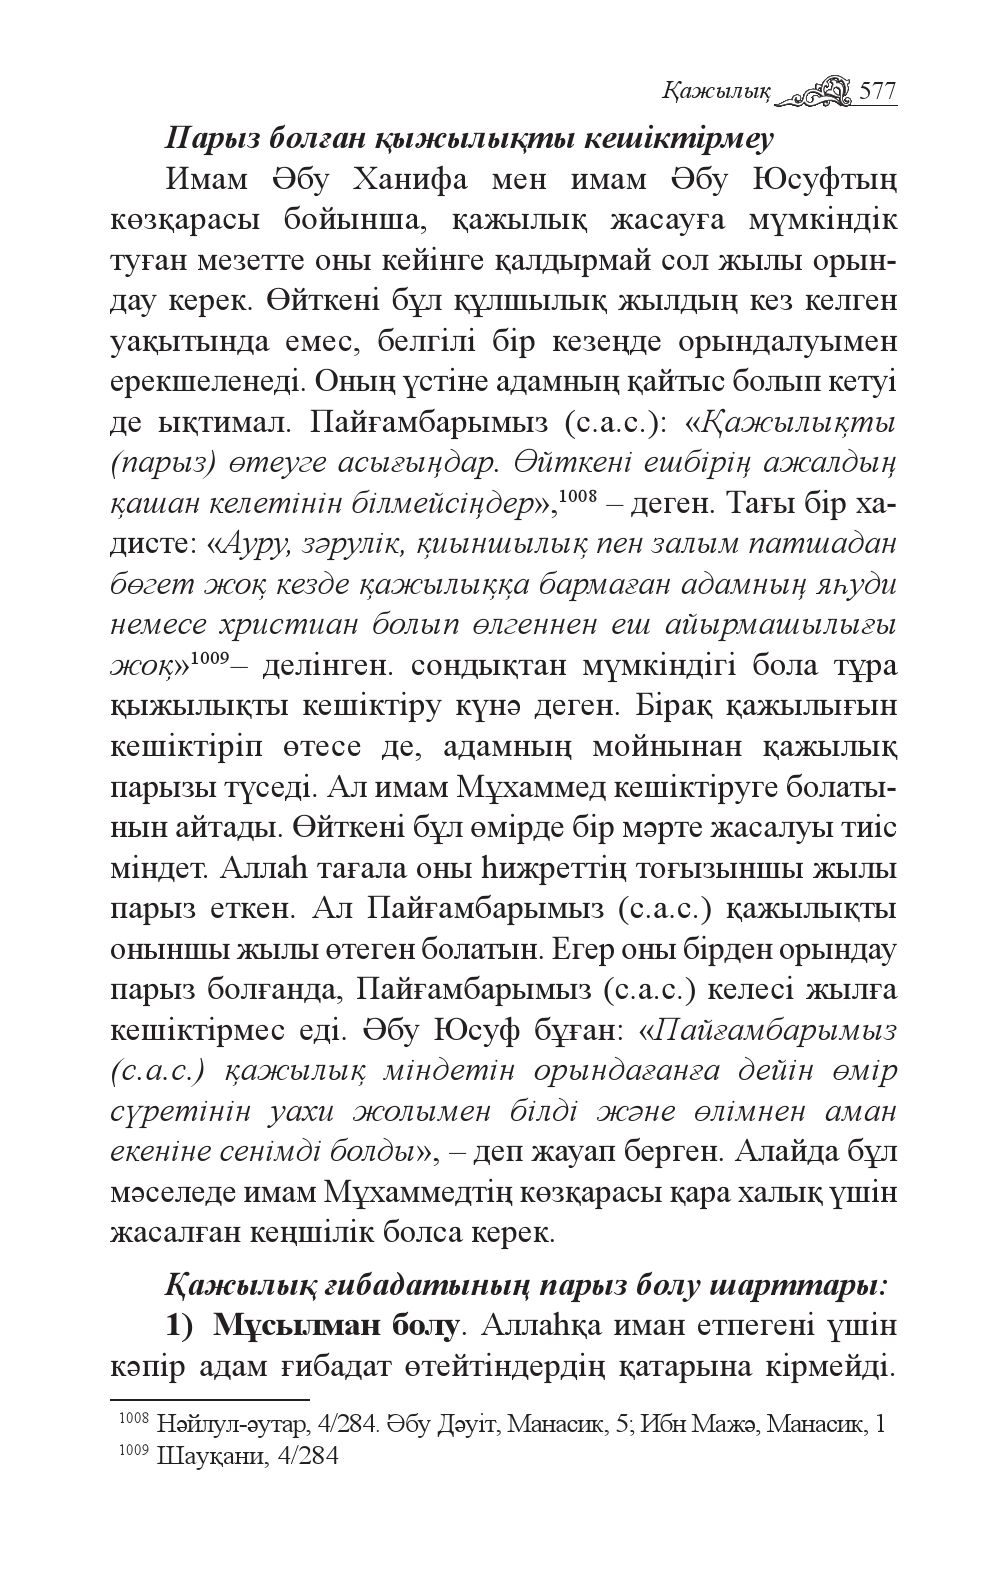 Қажылық 577
Парыз болған қыжылықты кешіктірмеу
Имам Әбу Ханифа мен имам Әбу Юсуфтың
көзқарасы бойынша, қажылық жасауға мүмкіндік
туған мезетте оны кейінге қалдырмай сол жылы орын-
дау керек. Өйткені бұл құлшылық жылдың кез келген
уақытында емес, белгілі бір кезеңде орындалуымен
ерекшеленеді. Оның үстіне адамның қайтыс болып кетуі
де ықтимал. Пайғамбарымыз (с.а.с.): «Қажылықты
(парыз) өтеуге асығыңдар. Өйткені ешбірің ажалдың
қашан келетінін білмейсіңдер»,1008 – деген. Тағы бір ха-
дисте: «Ауру, зәрулік, қиыншылық пен залым патшадан
бөгет жоқ кезде қажылыққа бармаған адамның яһуди
немесе христиан болып өлгеннен еш айырмашылығы
жоқ»1009– делінген. сондықтан мүмкіндігі бола тұра
қыжылықты кешіктіру күнә деген. Бірақ қажылығын
кешіктіріп өтесе де, адамның мойнынан қажылық
парызы түседі. Ал имам Мұхаммед кешіктіруге болаты-
нын айтады. Өйткені бұл өмірде бір мәрте жасалуы тиіс
міндет. Аллаһ тағала оны һижреттің тоғызыншы жылы
парыз еткен. Ал Пайғамбарымыз (с.а.с.) қажылықты
оныншы жылы өтеген болатын. Егер оны бірден орындау
парыз болғанда, Пайғамбарымыз (с.а.с.) келесі жылға
кешіктірмес еді. Әбу Юсуф бұған: «Пайғамбарымыз
(с.а.с.) қажылық міндетін орындағанға дейін өмір
сүретінін уахи жолымен білді және өлімнен аман
екеніне сенімді болды», – деп жауап берген. Алайда бұл
мәселеде имам Мұхаммедтің көзқарасы қара халық үшін
жасалған кеңшілік болса керек.
Қажылық ғибадатының парыз болу шарттары:
1) Мұсылман болу. Аллаһқа иман етпегені үшін
кәпір адам ғибадат өтейтіндердің қатарына кірмейді.
1008 Нәйлул-әутар, 4/284. Әбу Дәуіт, Манасик, 5; Ибн Мажә, Манасик, 1
1009 Шауқани, 4/284